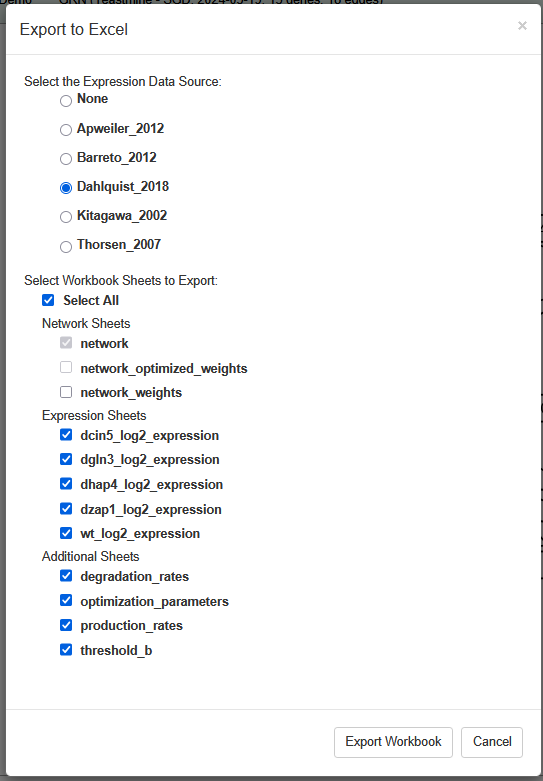 Export to Excel ×
Select the Expression Data Source:
None
Apweiler_2012
Barreto_2012
Dahlquist_2018
Kitagawa_2002
Thorsen_2007
Select Workbook Sheets to Export:
Select All
Network Sheets
network
network_optimized_weights
network_weights
Expression Sheets
dcin5_log2_expression
dgln3_log2_expression
dhap4_log2_expression
dzap1_log2_expression
wt_log2_expression
Additional Sheets
degradation_rates
optimization_parameters
production_rates
threshold_b
Export Workbook Cancel